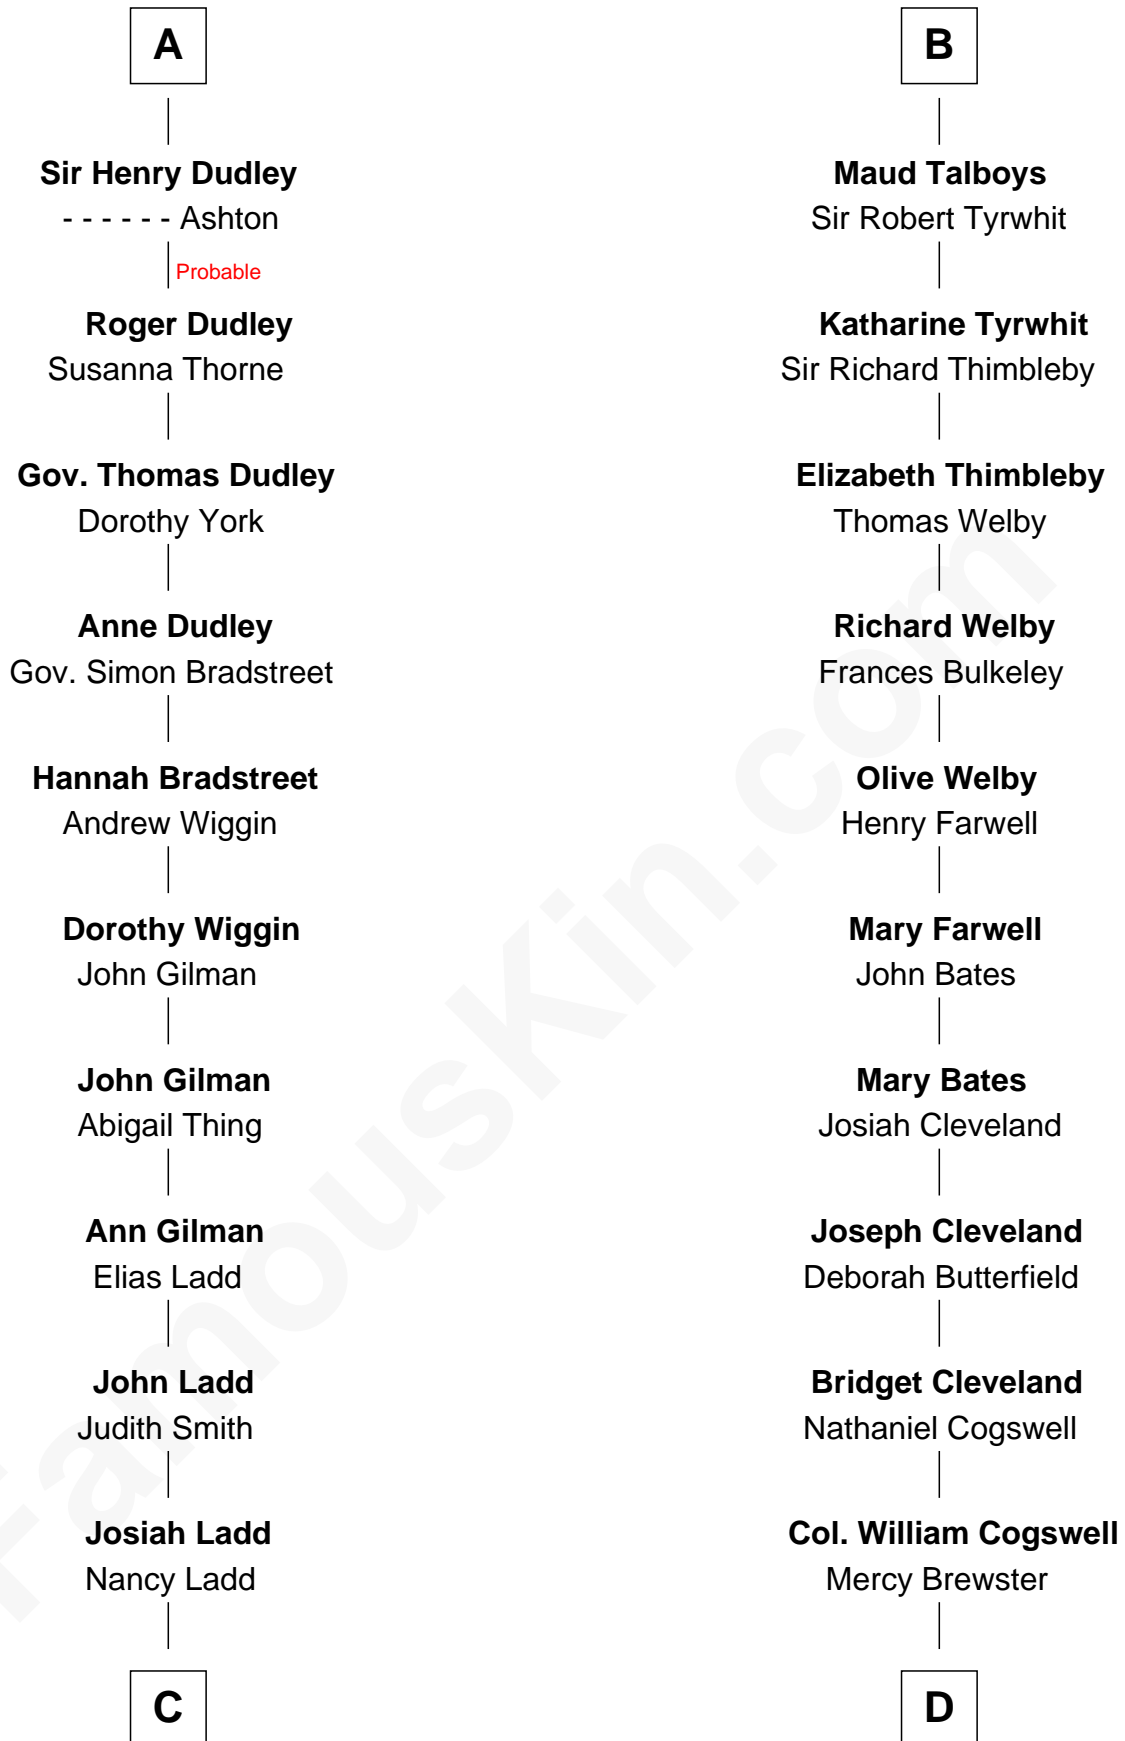 A
Sir Henry Dudley
- - - - - - Ashton
Probable
Roger Dudley
Susanna Thorne
Gov. Thomas Dudley
Dorothy York
Anne Dudley
Gov. Simon Bradstreet
Hannah Bradstreet
Andrew Wiggin
Dorothy Wiggin
John Gilman
John Gilman
Abigail Thing
Ann Gilman
Elias Ladd
John Ladd
Judith Smith
Josiah Ladd
Nancy Ladd
C
B
Maud Talboys
Sir Robert Tyrwhit
Katharine Tyrwhit
Sir Richard Thimbleby
Elizabeth Thimbleby
Thomas Welby
Richard Welby
Frances Bulkeley
Olive Welby
Henry Farwell
Mary Farwell
John Bates
Mary Bates
Josiah Cleveland
Joseph Cleveland
Deborah Butterfield
Bridget Cleveland
Nathaniel Cogswell
Col. William Cogswell
Mercy Brewster
D
FamousKin.com